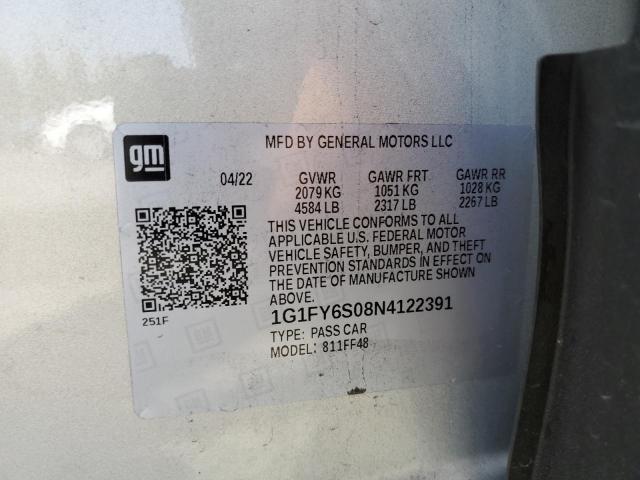 gm
MFD BY GENERAL MOTORS LLC
04/22 GVWR GAWR FRT GAWR RR
2079 KG 1051 KG 1028 KG
4584 LB 2317 LB 2267 LB
THIS VEHICLE CONFORMS TO ALL
APPLICABLE U.S. FEDERAL MOTOR
VEHICLE SAFETY, BUMPER, AND THEFT
PREVENTION STANDARDS IN EFFECT ON
THE DATE OF MANUFACTURE SHOWN
ABOVE.
251F
1G1FY6S08N4122391
TYPE: PASS CAR
MODEL: 811FF48